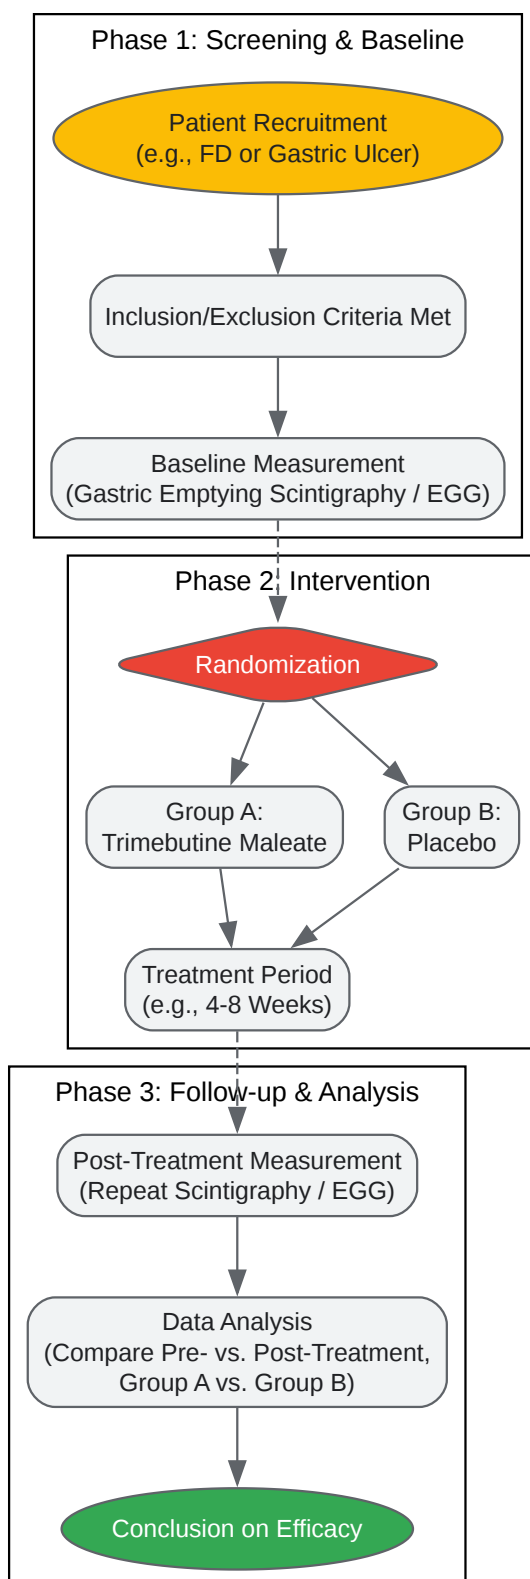 Phase 1: Screening & Baseline
Patient Recruitment
(e.g., FD or Gastric Ulcer)
Inclusion/Exclusion Criteria Met
Baseline Measurement
(Gastric Emptying Scintigraphy / EGG)
Phase 2: Intervention
Randomization
Group A:
Trimebutine Maleate
Group B:
Placebo
Treatment Period
(e.g., 4-8 Weeks)
Phase 3: Follow-up & Analysis
Post-Treatment Measurement
(Repeat Scintigraphy / EGG)
Data Analysis
(Compare Pre- vs. Post-Treatment,
Group A vs. Group B)
Conclusion on Efficacy